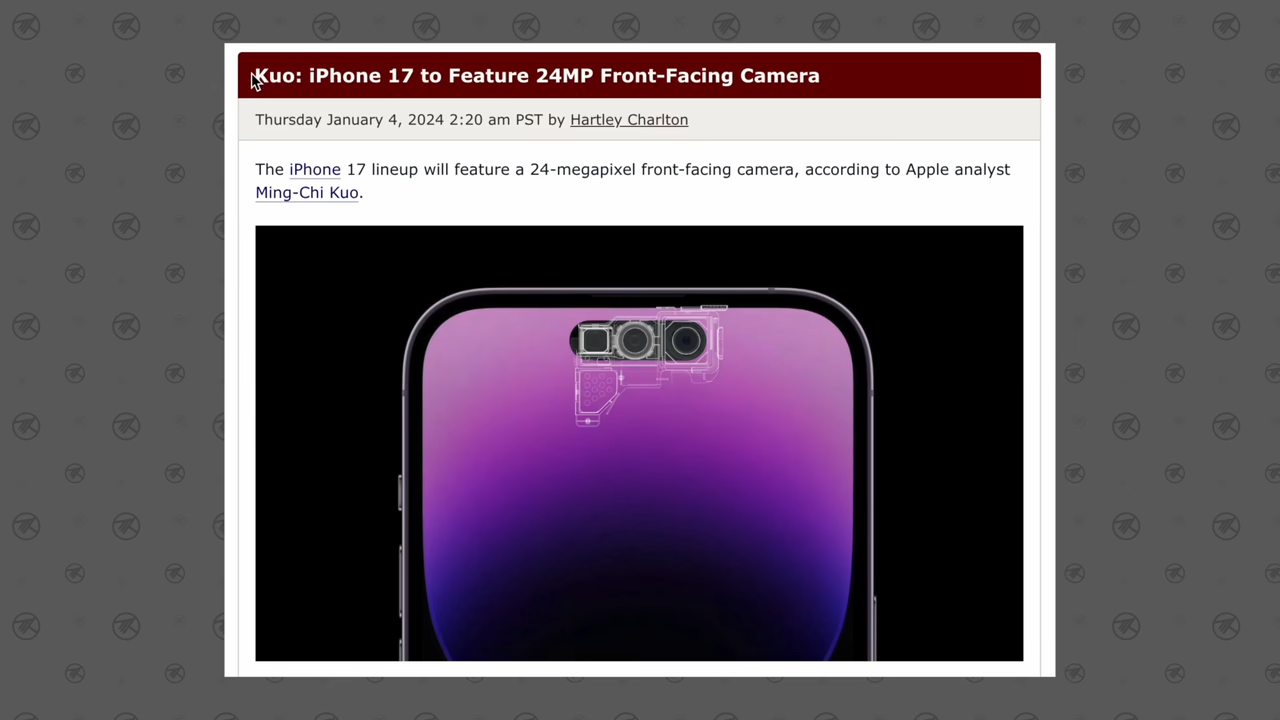 Kuo: iPhone 17 to Feature 24MP Front-Facing Camera
Thursday January 4, 2024 2:20 am PST by Hartley Charlton
The iPhone 17 lineup will feature a 24-megapixel front-facing camera, according to Apple analyst
Ming-Chi Kuo.